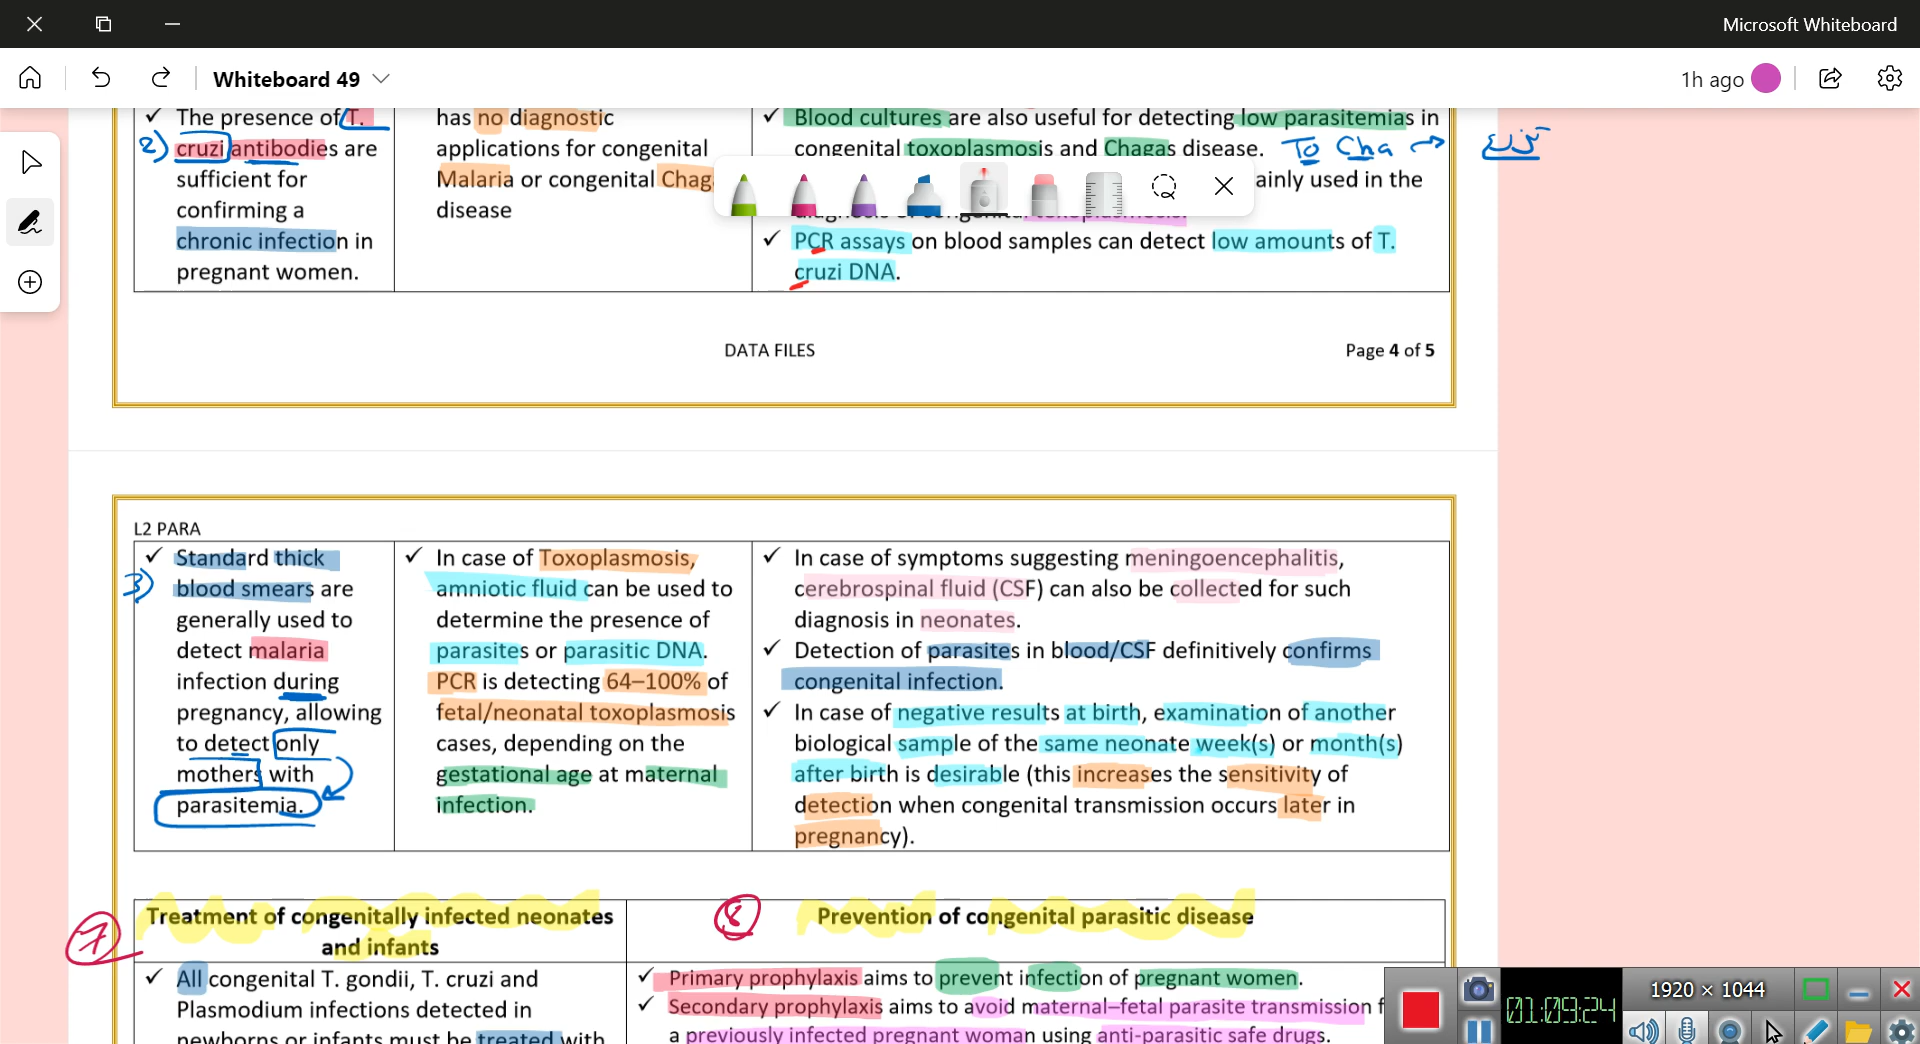 Microsoft Whiteboard
Whiteboard 49
1h ago
✓ The presence of T.
2) cruzi antibodies are
sufficient for
confirming a
chronic infection in
pregnant women.
has no diagnostic
applications for congenital
Malaria or congenital Chag
disease
✓ Blood cultures are also useful for detecting low parasitemias in
congenital toxoplasmosis and Chagas disease. To Cha →
ainly used in the
✓ PCR assays on blood samples can detect low amounts of T.
cruzi DNA.
DATA FILES
Page 4 of 5
L2 PARA
✓ Standard thick
3) blood smears are
generally used to
detect malaria
infection during
pregnancy, allowing
to detect only
mothers with
parasitemia.
✓ In case of Toxoplasmosis,
amniotic fluid can be used to
determine the presence of
parasites or parasitic DNA.
PCR is detecting 64–100% of
fetal/neonatal toxoplasmosis
cases, depending on the
gestational age at maternal
infection.
✓ In case of symptoms suggesting meningoencephalitis,
cerebrospinal fluid (CSF) can also be collected for such
diagnosis in neonates.
✓ Detection of parasites in blood/CSF definitively confirms
congenital infection.
✓ In case of negative results at birth, examination of another
biological sample of the same neonate week(s) or month(s)
after birth is desirable (this increases the sensitivity of
detection when congenital transmission occurs later in
pregnancy).
7 Treatment of congenitally infected neonates
and infants
✓ All congenital T. gondii, T. cruzi and
Plasmodium infections detected in
newborns or infants must be treated with
8 Prevention of congenital parasitic disease
✓ Primary prophylaxis aims to prevent infection of pregnant women.
✓ Secondary prophylaxis aims to avoid maternal–fetal parasite transmission f
a previously infected pregnant woman using anti-parasitic safe drugs.
1920 × 1044
01:09:24